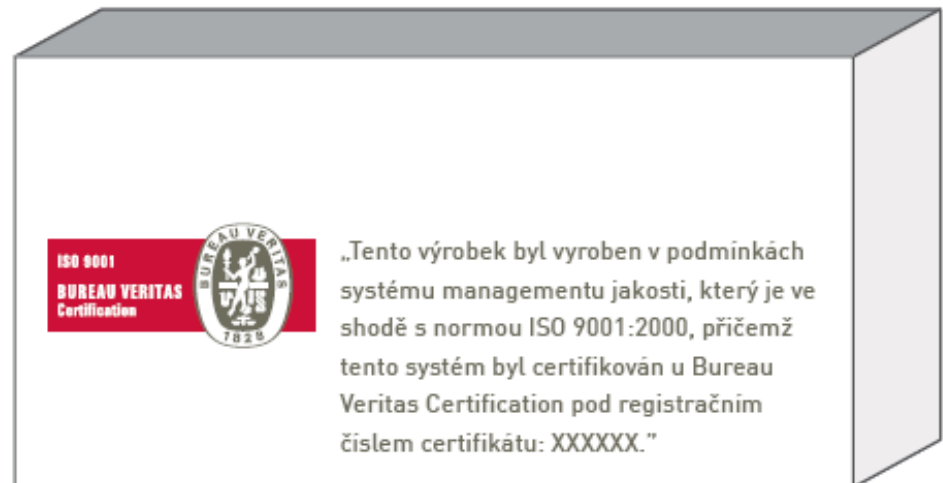 ISO 9001
BUREAU VERITAS
Certification
BUREAU VERITAS
1828
„Tento výrobek byl vyroben v podmínkách
systému managementu jakosti, který je ve
shodě s normou ISO 9001:2000, přičemž
tento systém byl certifikován u Bureau
Veritas Certification pod registračním
číslem certifikátu: XXXXXX.”